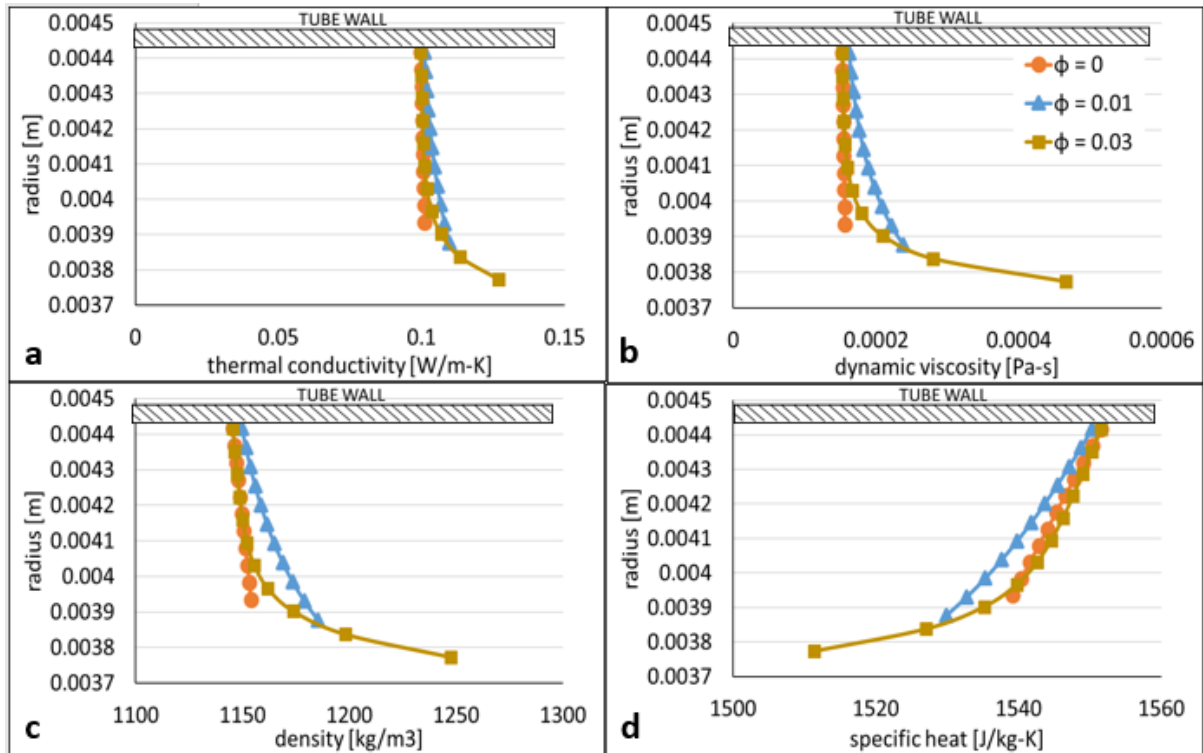 TUBE WALL
0.0045
0.0044
0.0043
0.0042
0.0041
0.004
0.0039
0.0038
0.0037
radius [m]
0 0.05 0.1 0.15
a
thermal conductivity [W/m-K]
TUBE WALL
0.0045
0.0044
0.0043
0.0042
0.0041
0.004
0.0039
0.0038
0.0037
radius [m]
ϕ = 0
ϕ = 0.01
ϕ = 0.03
0 0.0002 0.0004 0.0006
b
dynamic viscosity [Pa-s]
TUBE WALL
0.0045
0.0044
0.0043
0.0042
0.0041
0.004
0.0039
0.0038
0.0037
radius [m]
1100 1150 1200 1250 1300
c
density [kg/m3]
TUBE WALL
0.0045
0.0044
0.0043
0.0042
0.0041
0.004
0.0039
0.0038
0.0037
radius [m]
1500 1520 1540 1560
d
specific heat [J/kg-K]